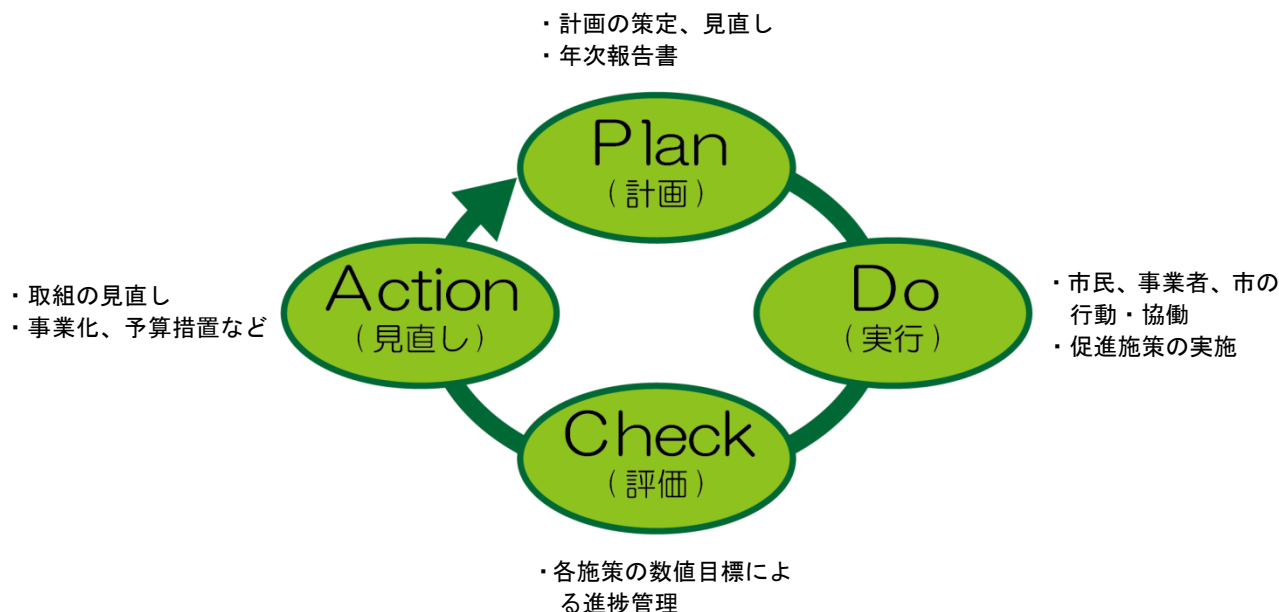 ・計画の策定、見直し
・年次報告書
Plan
（計画）
Action
（見直し）
・取組の見直し
・事業化、予算措置など
Do
（実行）
・市民、事業者、市の
行動・協働
・促進施策の実施
Check
（評価）
・各施策の数値目標によ
る進捗管理